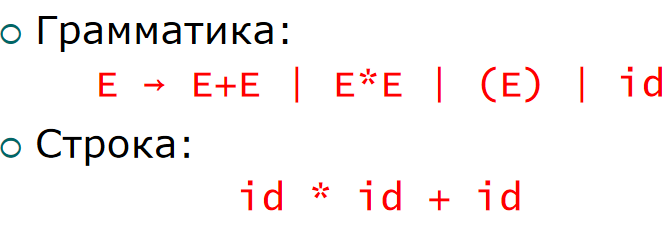 Грамматика:
E → E+E | E*E | (E) | id
Строка:
id * id + id